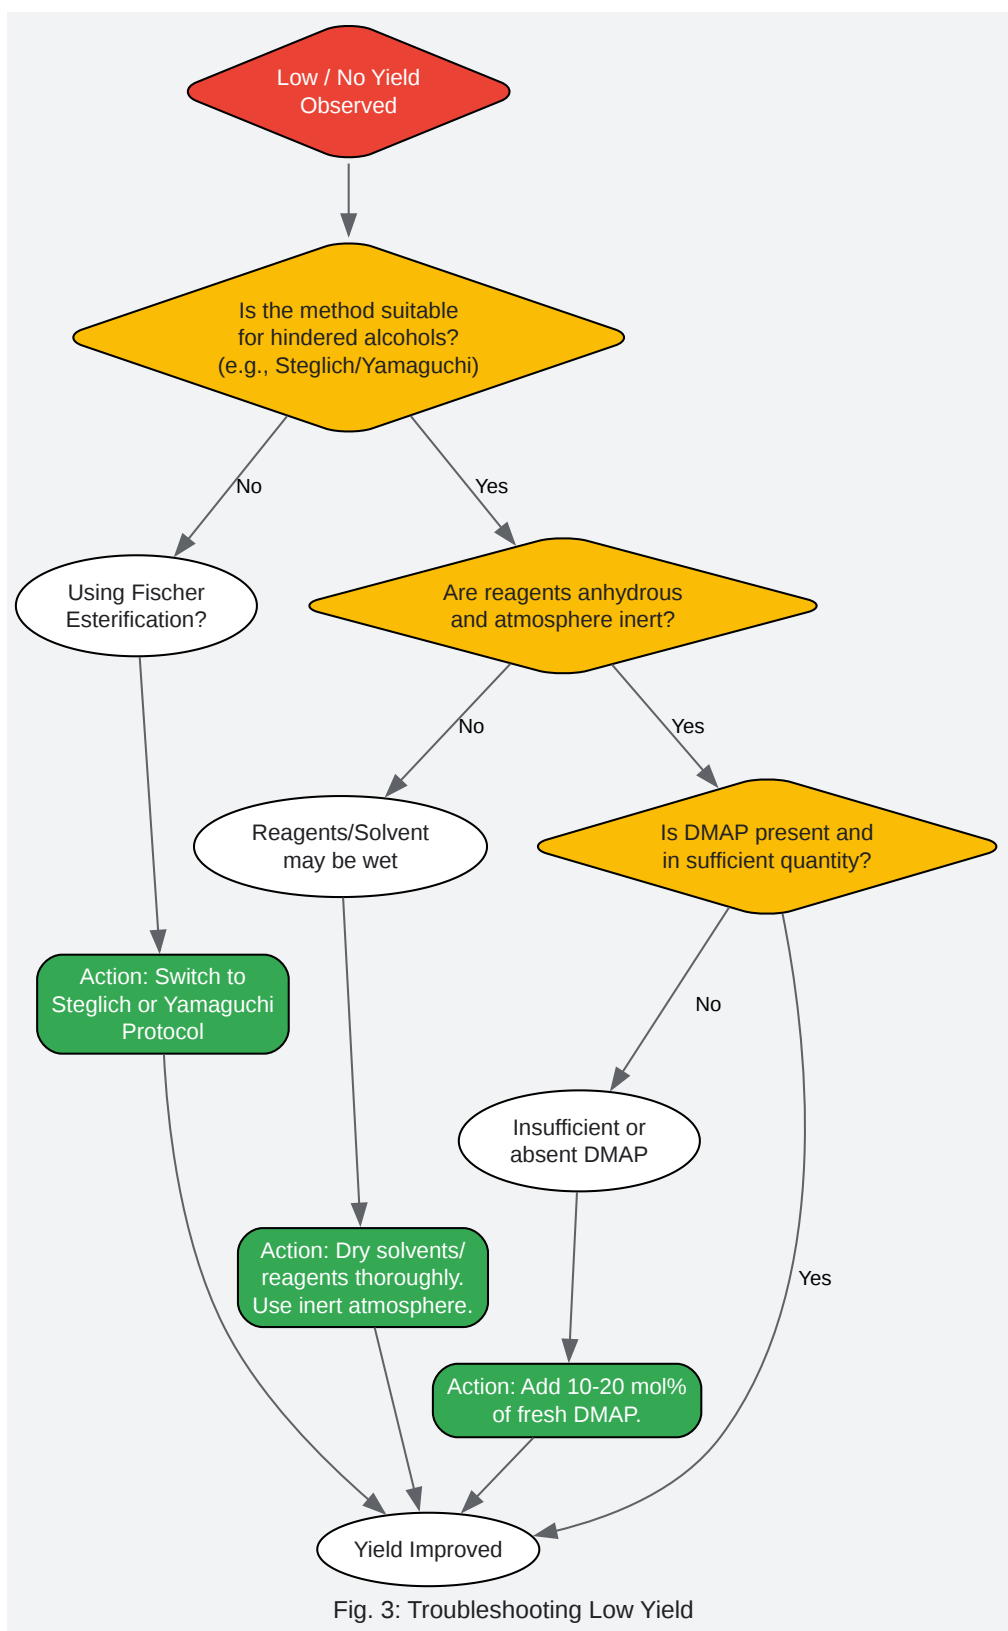 Low / No Yield
Observed
Is the method suitable
for hindered alcohols?
(e.g., Steglich/Yamaguchi)
No
Yes
Using Fischer
Esterification?
Are reagents anhydrous
and atmosphere inert?
No
Yes
Reagents/Solvent
may be wet
Is DMAP present and
in sufficient quantity?
Action: Switch to
Steglich or Yamaguchi
Protocol
No
Insufficient or
absent DMAP
Action: Dry solvents/
reagents thoroughly.
Use inert atmosphere.
Yes
Action: Add 10-20 mol%
of fresh DMAP.
Yield Improved
Fig. 3: Troubleshooting Low Yield